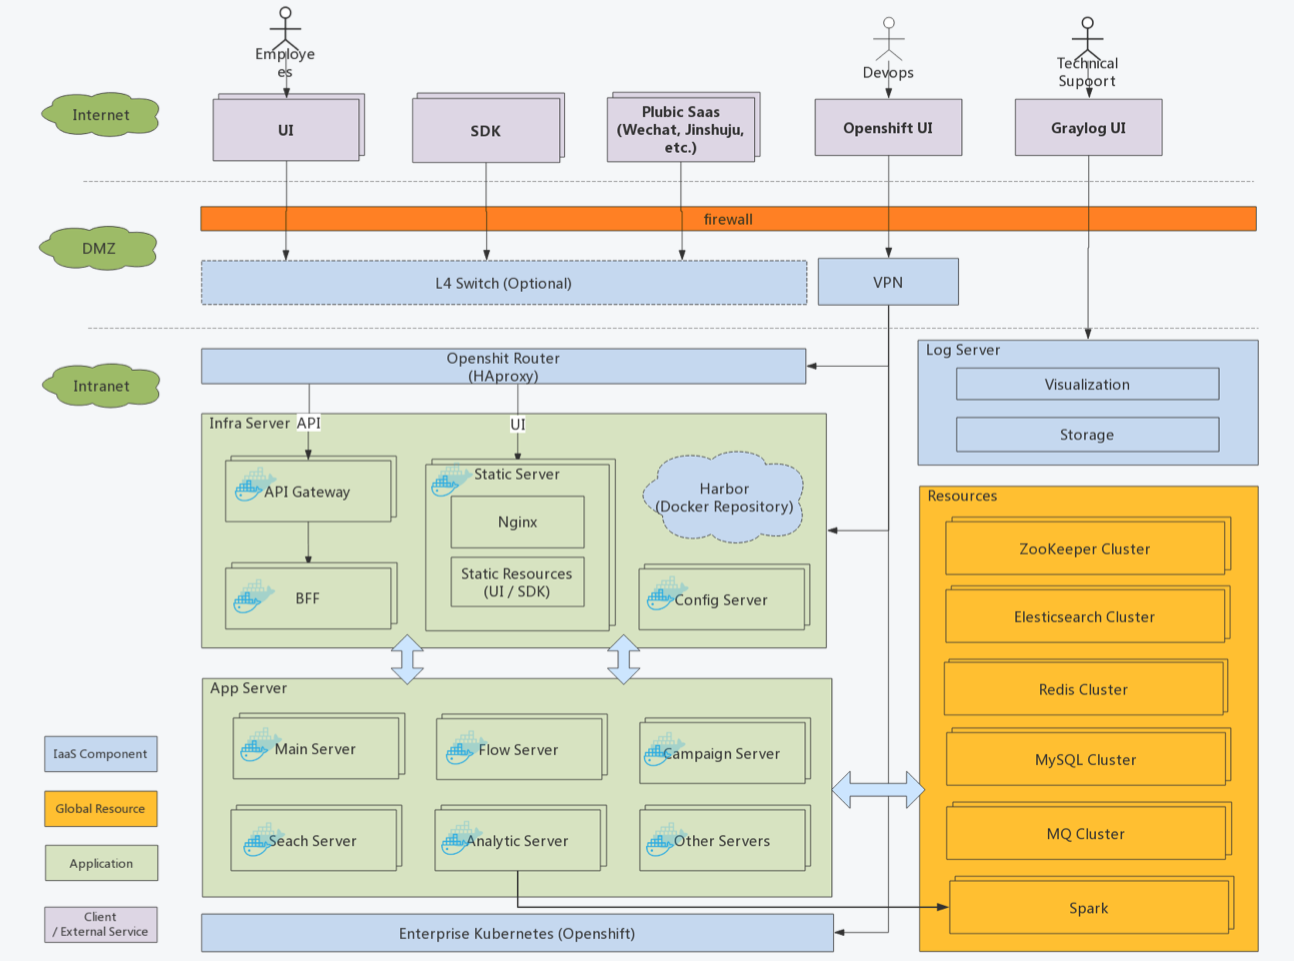 Employe
es
Devops
Technical
Support
Internet
UI
SDK
Plubic Saas
(Wechat, Jinshuju,
etc.)
Openshift UI
Graylog UI
firewall
DMZ
L4 Switch (Optional)
VPN
Intranet
Openshit Router
(HAproxy)
Log Server
Visualization
Storage
Infra Server
API
UI
API Gateway
Static Server
Nginx
Static Resources
(UI / SDK)
BFF
Harbor
(Docker Repository)
Config Server
Resources
ZooKeeper Cluster
Elesticsearch Cluster
Redis Cluster
MySQL Cluster
MQ Cluster
Spark
App Server
Main Server
Flow Server
Campaign Server
Seach Server
Analytic Server
Other Servers
Enterprise Kubernetes (Openshift)
IaaS Component
Global Resource
Application
Client
/ External Service